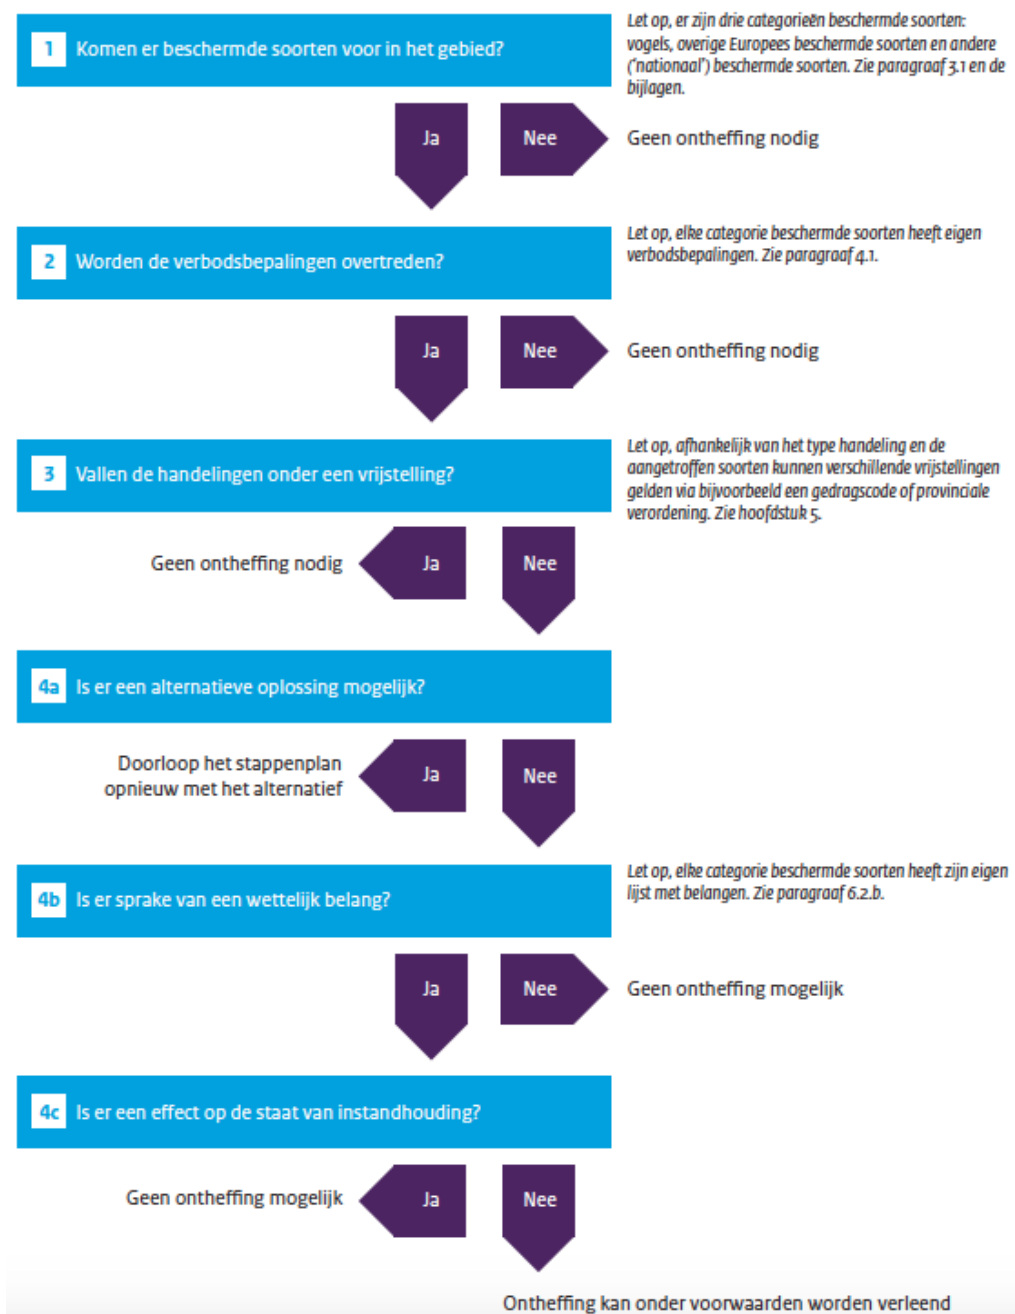 1 Komen er beschermde soorten voor in het gebied?
Let op, er zijn drie categorieën beschermde soorten:
vogels, overige Europees beschermde soorten en andere
(‘nationaal’) beschermde soorten. Zie paragraaf 3.1 en de
bijlagen.
Ja
Nee
Geen ontheffing nodig
2 Worden de verbodsbepalingen overtreden?
Let op, elke categorie beschermde soorten heeft eigen
verbodsbepalingen. Zie paragraaf 4.1.
Ja
Nee
Geen ontheffing nodig
3 Vallen de handelingen onder een vrijstelling?
Let op, afhankelijk van het type handeling en de
aangetroffen soorten kunnen verschillende vrijstellingen
gelden via bijvoorbeeld een gedragscode of provinciale
verordening. Zie hoofdstuk 5.
Geen ontheffing nodig
Ja
Nee
4a Is er een alternatieve oplossing mogelijk?
Doorloop het stappenplan
opnieuw met het alternatief
Ja
Nee
4b Is er sprake van een wettelijk belang?
Let op, elke categorie beschermde soorten heeft zijn eigen
lijst met belangen. Zie paragraaf 6.2.b.
Ja
Nee
Geen ontheffing mogelijk
4c Is er een effect op de staat van instandhouding?
Geen ontheffing mogelijk
Ja
Nee
Ontheffing kan onder voorwaarden worden verleend